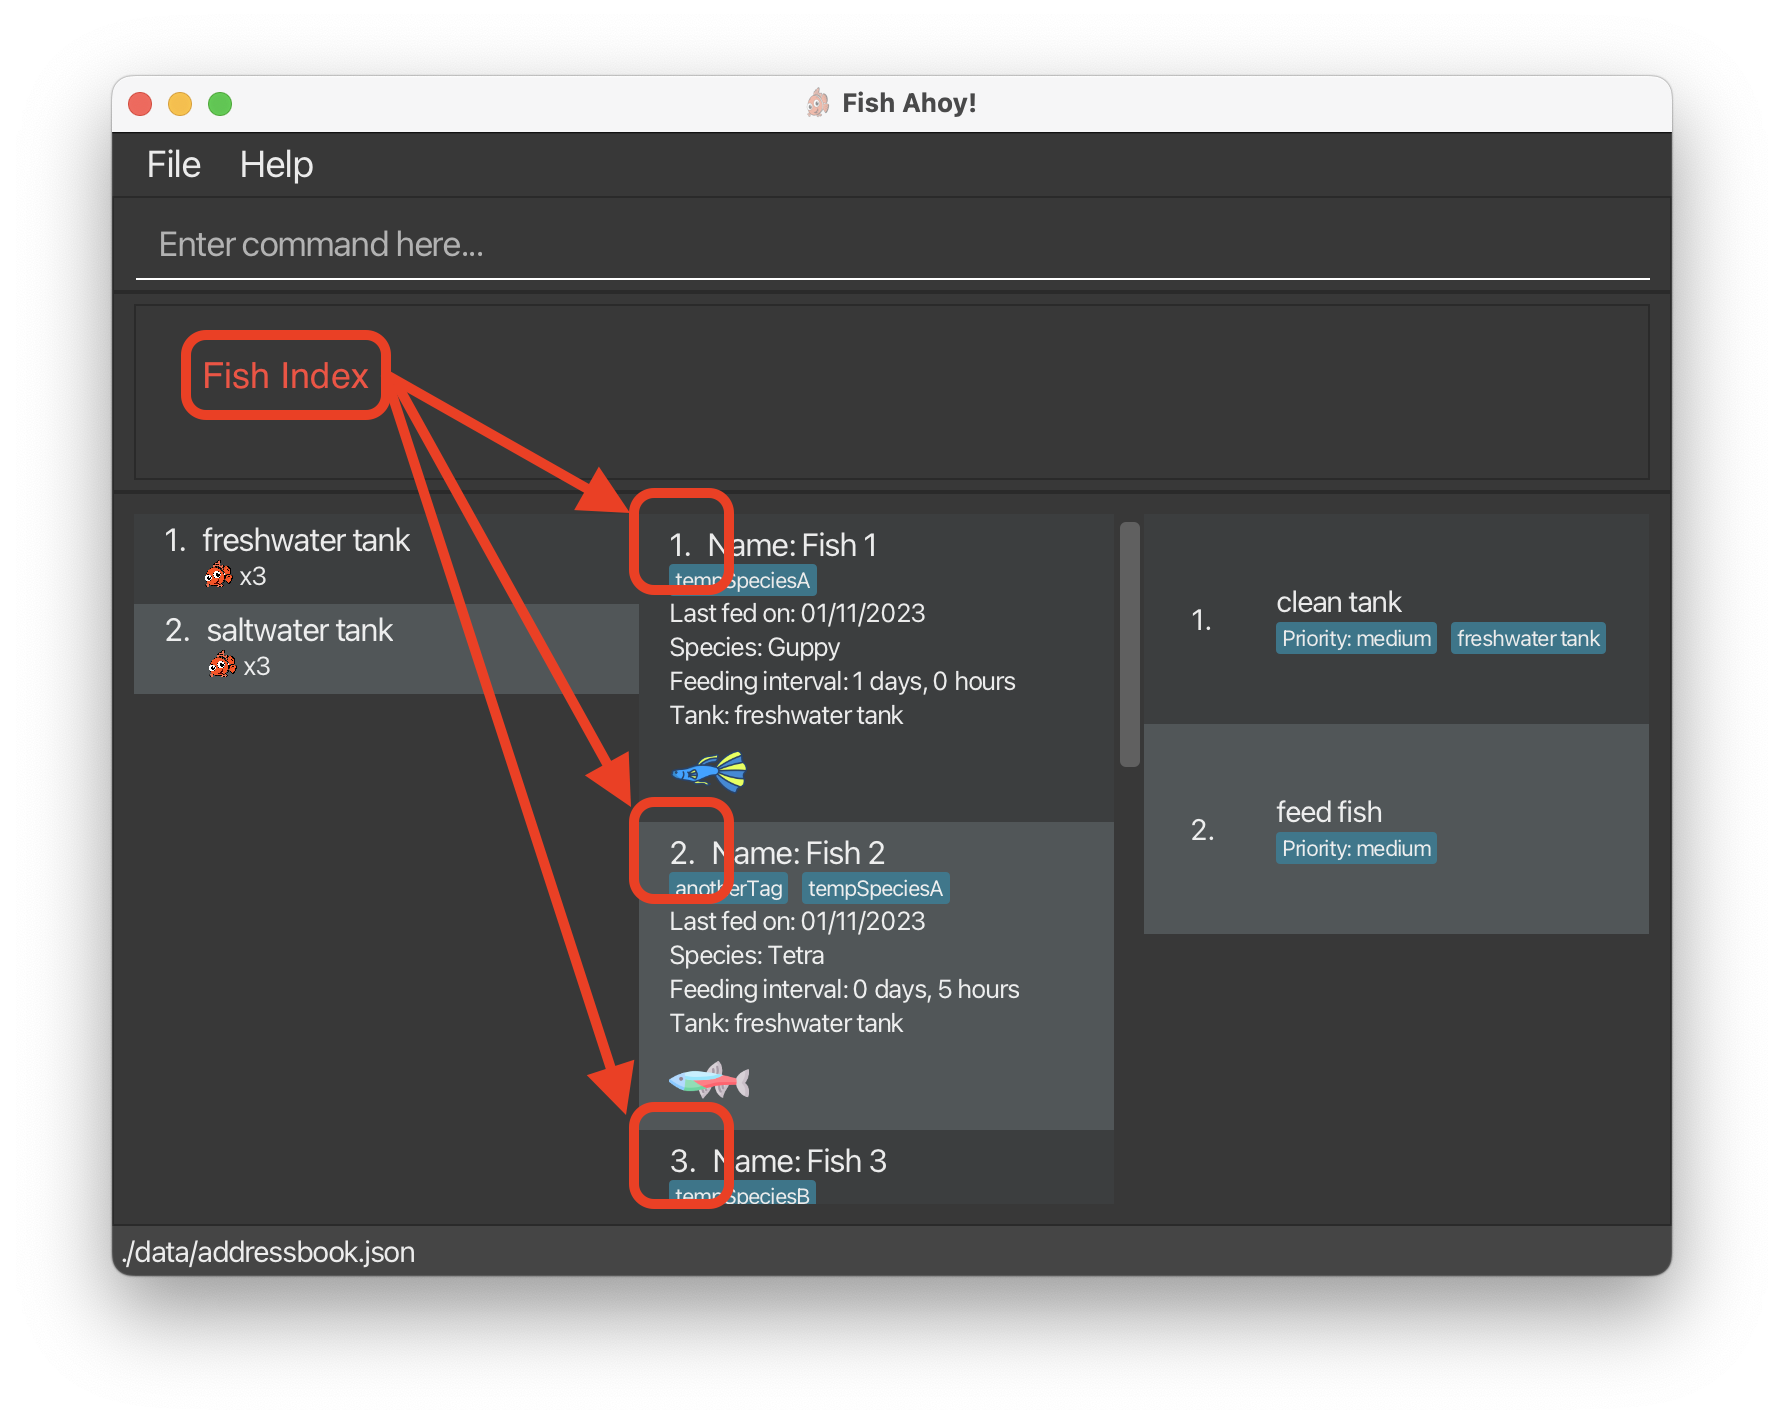 Fish Ahoy!
File Help
Enter command here...
Fish Index
1. freshwater tank
x3
2. saltwater tank
x3
1. Name: Fish 1
tempSpeciesA
Last fed on: 01/11/2023
Species: Guppy
Feeding interval: 1 days, 0 hours
Tank: freshwater tank
2. Name: Fish 2
anotherTag tempSpeciesA
Last fed on: 01/11/2023
Species: Tetra
Feeding interval: 0 days, 5 hours
Tank: freshwater tank
3. Name: Fish 3
tempSpeciesB
1. clean tank
Priority: medium freshwater tank
2. feed fish
Priority: medium
./data/addressbook.json